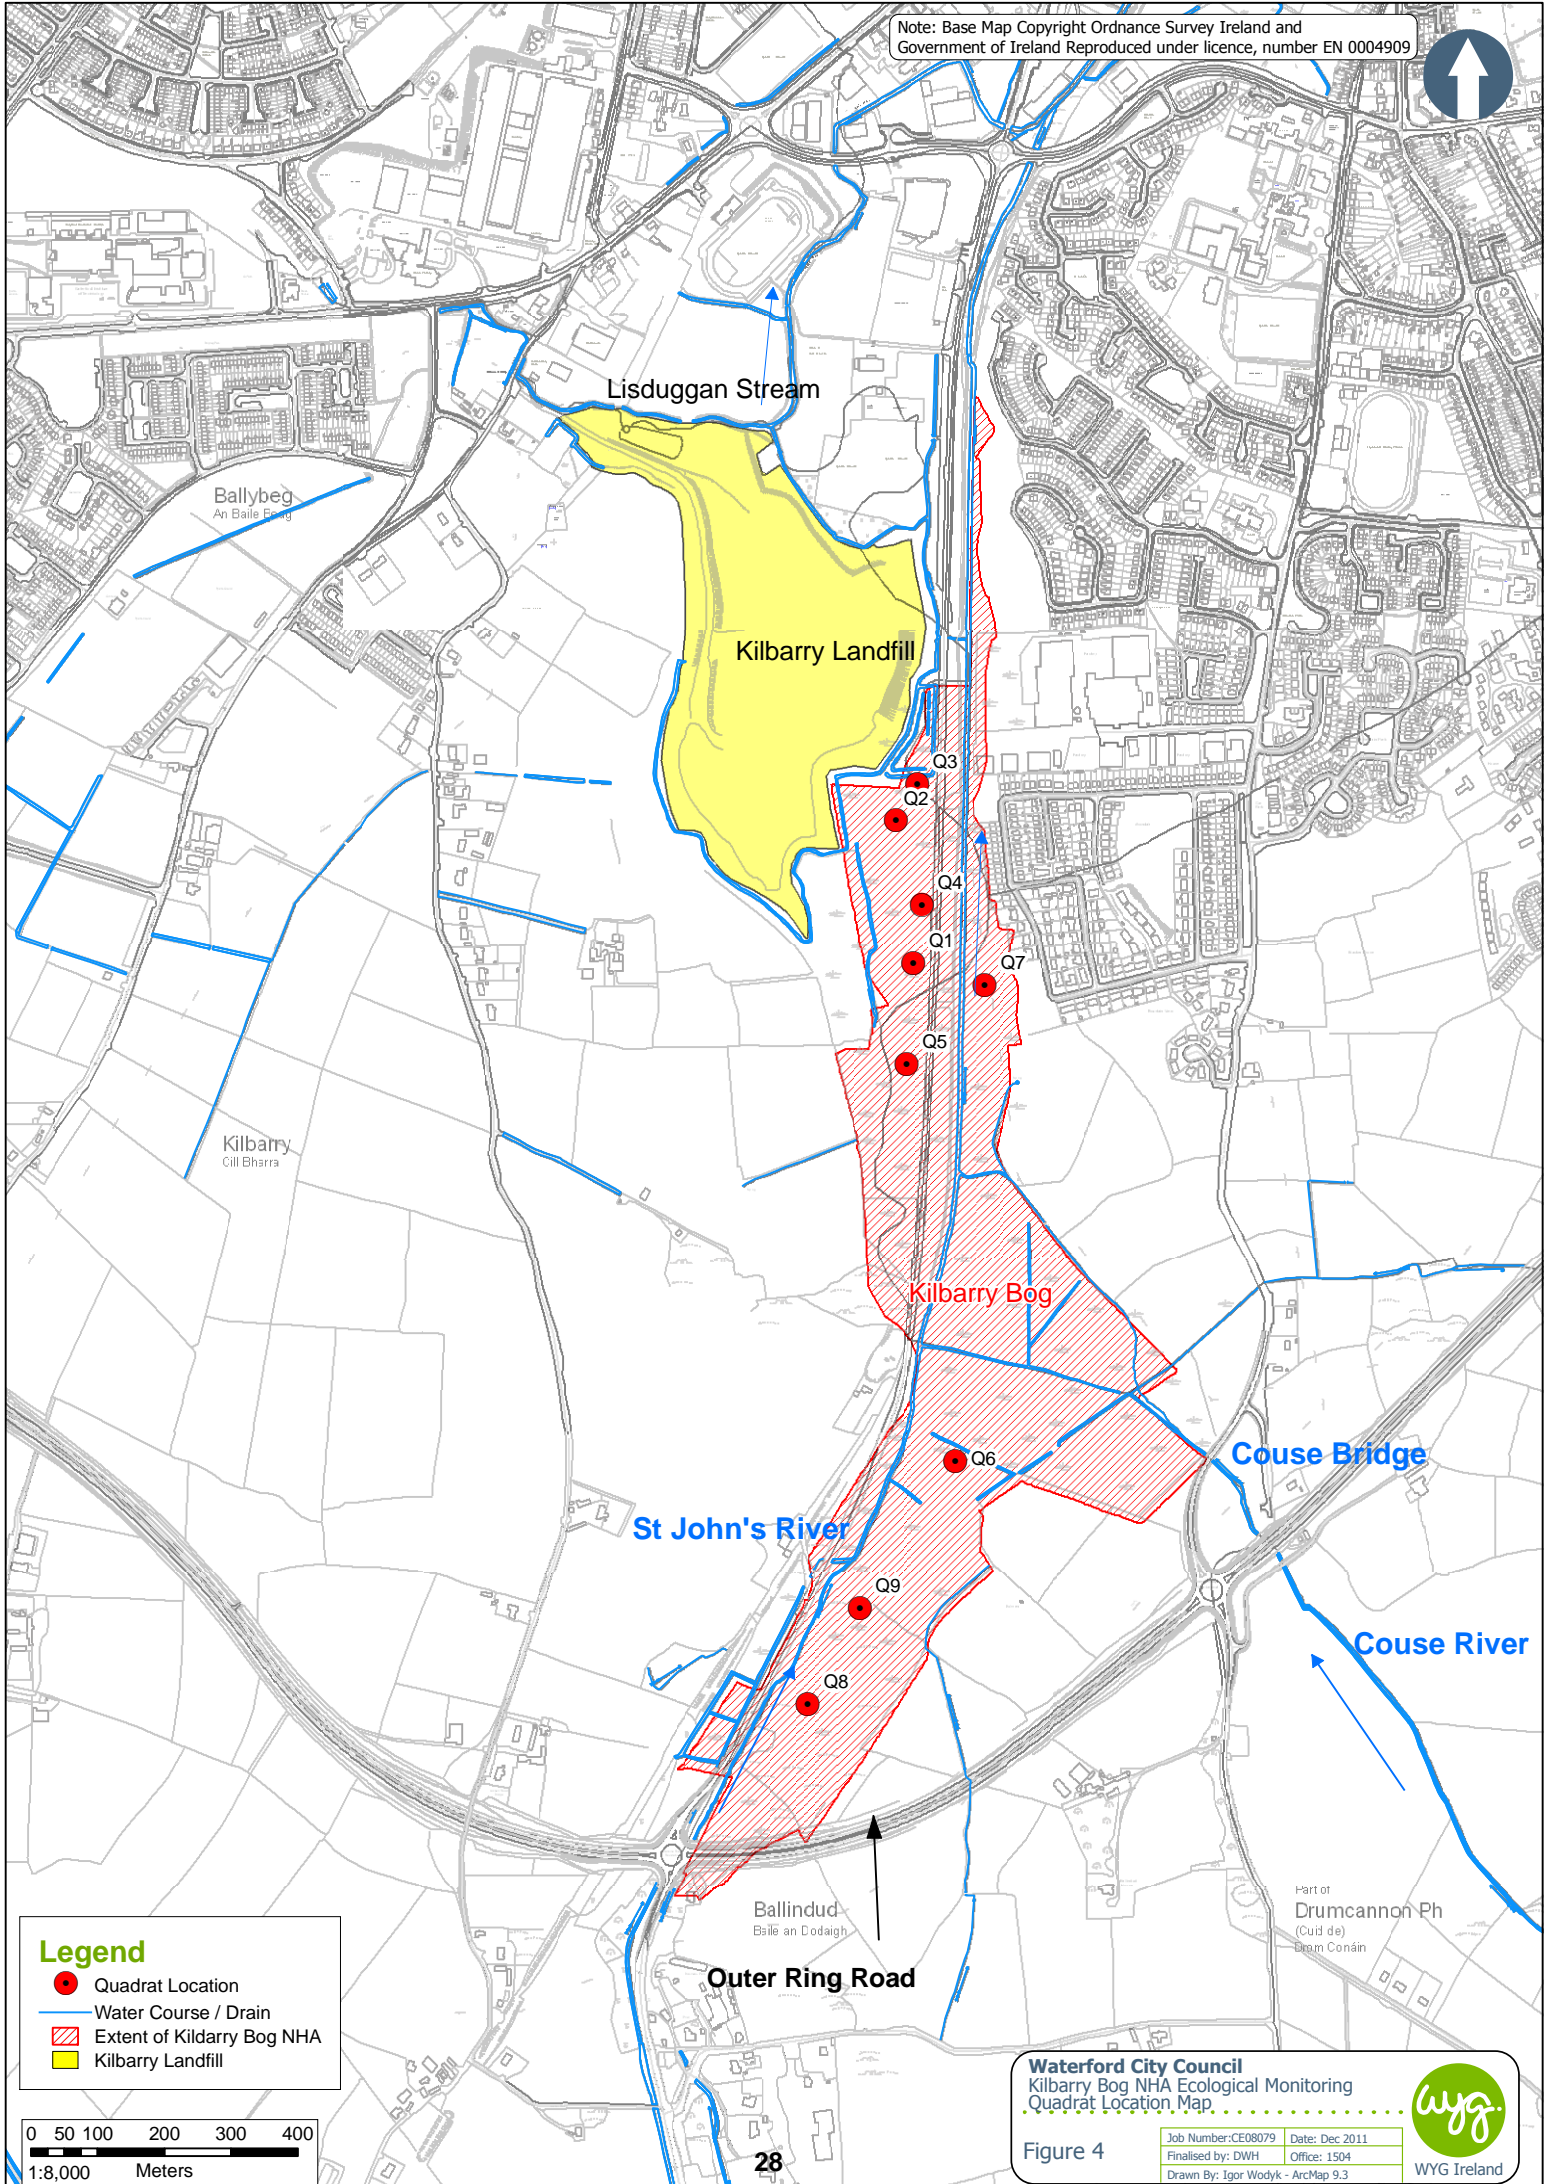 Note: Base Map Copyright Ordnance Survey Ireland and
Government of Ireland Reproduced under licence, number EN 0004909
Lisduggan Stream
Ballybeg
An Baile Beag
Kilbarry Landfill
Q3
Q2
Q4
Q1
Q7
Q5
Kilbarry
Cill Bharra
Kilbarry Bog
Couse Bridge
Q6
St John's River
Q9
Couse River
Q8
Ballindud
Baile an Dodaigh
Part of
Drumcannon Ph
(Cuid de)
Drom Conáin
Outer Ring Road
Legend
Quadrat Location
Water Course / Drain
Extent of Kildarry Bog NHA
Kilbarry Landfill
0 50 100 200 300 400
1:8,000 Meters
28
Waterford City Council
Kilbarry Bog NHA Ecological Monitoring
Quadrat Location Map
Figure 4
Job Number:CE08079 Date: Dec 2011
Finalised by: DWH Office: 1504
Drawn By: Igor Wodyk - ArcMap 9.3
wyg
WYG Ireland